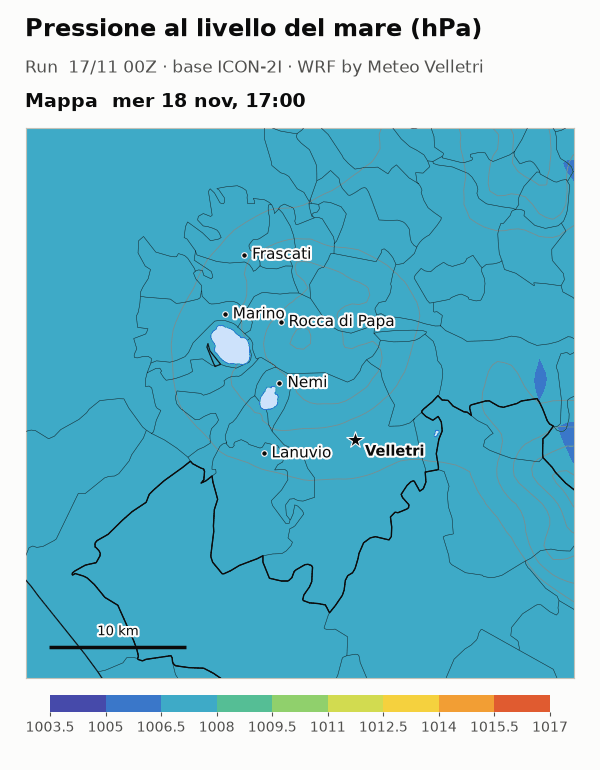 Pressione al livello del mare (hPa)
Run  17/11 00Z · base ICON-2I · WRF by Meteo Velletri
Mappa  mer 18 nov, 17:00
Frascati
Marino
Rocca di Papa
Nemi
Velletri
Lanuvio
10 km
1003.5 1005 1006.5 1008 1009.5 1011 1012.5 1014 1015.5 1017